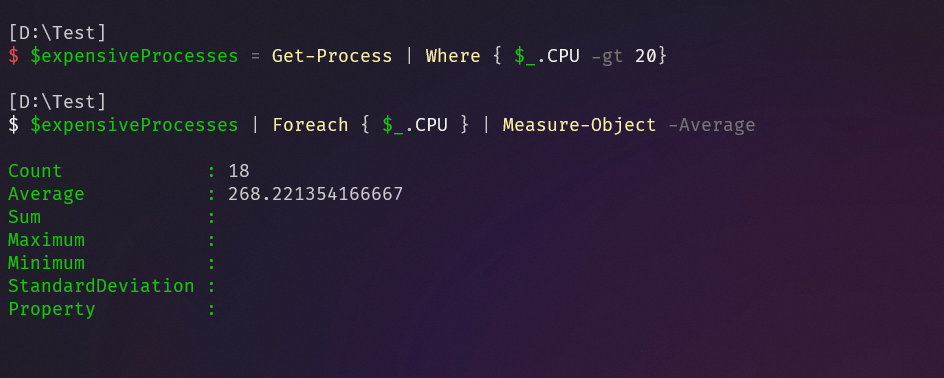 [D:\Test]
$ $expensiveProcesses = Get-Process | Where { $_.CPU -gt 20}
[D:\Test]
$ $expensiveProcesses | Foreach { $_.CPU } | Measure-Object -Average
Count : 18
Average : 268.221354166667
Sum :
Maximum :
Minimum :
StandardDeviation :
Property :